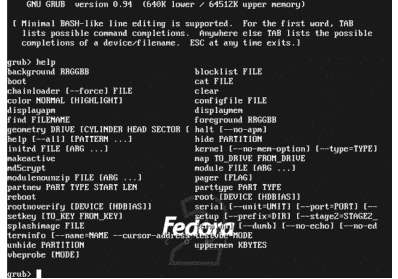 GNU GRUB version 0.94 (640K lower / 64512K upper memory)
[ Minimal BASH-like line editing is supported. For the first word, TAB
lists possible command completions. Anywhere else TAB lists the possible
completions of a device/filename. ESC at any time exits.]
grub> help
background RRGGBB blocklist FILE
boot cat FILE
chainloader [--force] FILE clear
color NORMAL [HIGHLIGHT] configfile FILE
displayapm displaymem
find FILENAME foreground RRGGBB
geometry DRIVE [CYLINDER HEAD SECTOR [ halt [--no-apm]
help [--all] [PATTERN ...] hide PARTITION
initrd FILE [ARG ...] kernel [--no-mem-option] [--type=TYPE]
makeactive map TO_DRIVE FROM_DRIVE
md5crypt module FILE [ARG ...]
modulenounzip FILE [ARG ...] pager [FLAG]
partnew PART TYPE START LEN parttype PART TYPE
reboot root [DEVICE [HDBIAS]]
rootnoverify [DEVICE [HDBIAS]] serial [--unit=UNIT] [--port=PORT] [--
setkey [TO_KEY FROM_KEY] setup [--prefix=DIR] [--stage2=STAGE2_
splashimage FILE [--dumb] [--no-echo] [--no-ed
terminfo [--name=NAME --cursor-address testvbe MODE
unhide PARTITION uppermem KBYTES
vbeprobe [MODE]
Fedora
2
grub>